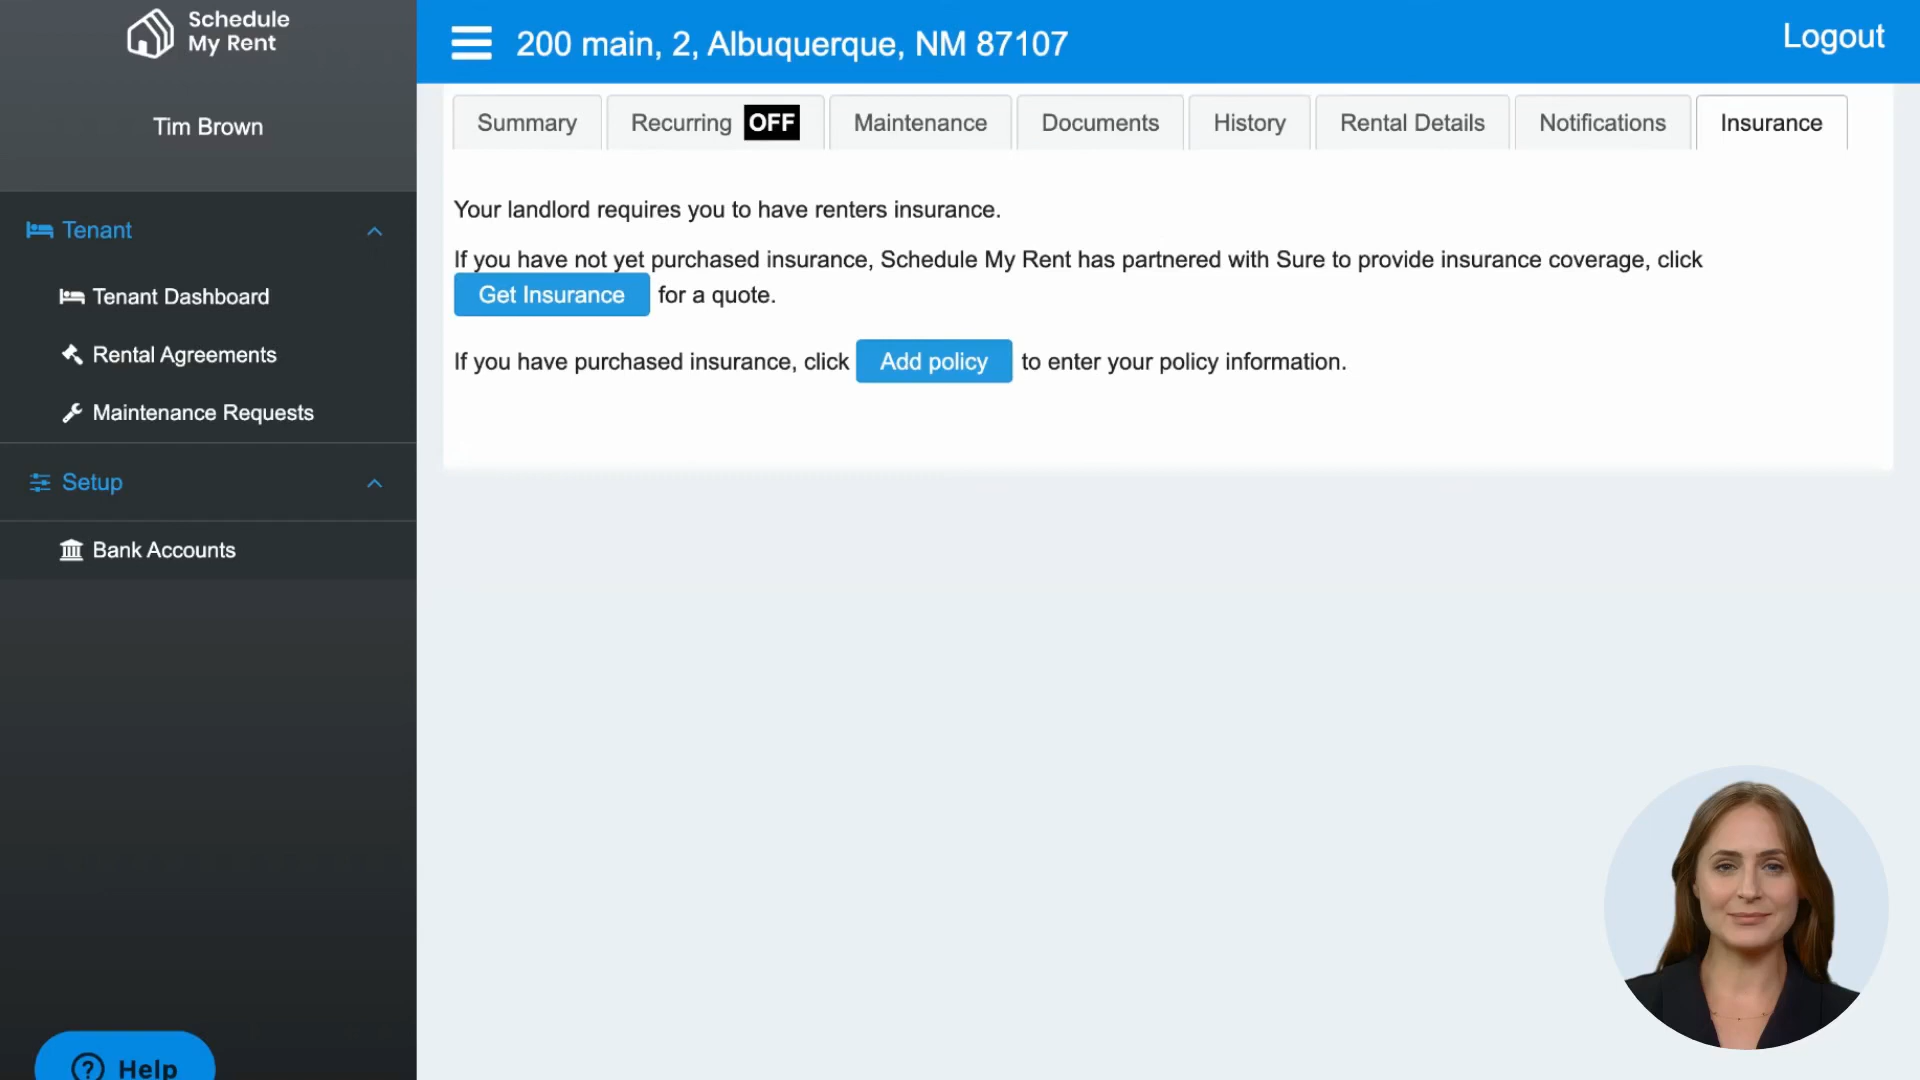 Schedule
My Rent
Tim Brown
Tenant
Tenant Dashboard
Rental Agreements
Maintenance Requests
Setup
Bank Accounts
Help
200 main, 2, Albuquerque, NM 87107
Logout
Summary
Recurring OFF
Maintenance
Documents
History
Rental Details
Notifications
Insurance
Your landlord requires you to have renters insurance.
If you have not yet purchased insurance, Schedule My Rent has partnered with Sure to provide insurance coverage, click
Get Insurance for a quote.
If you have purchased insurance, click Add policy to enter your policy information.